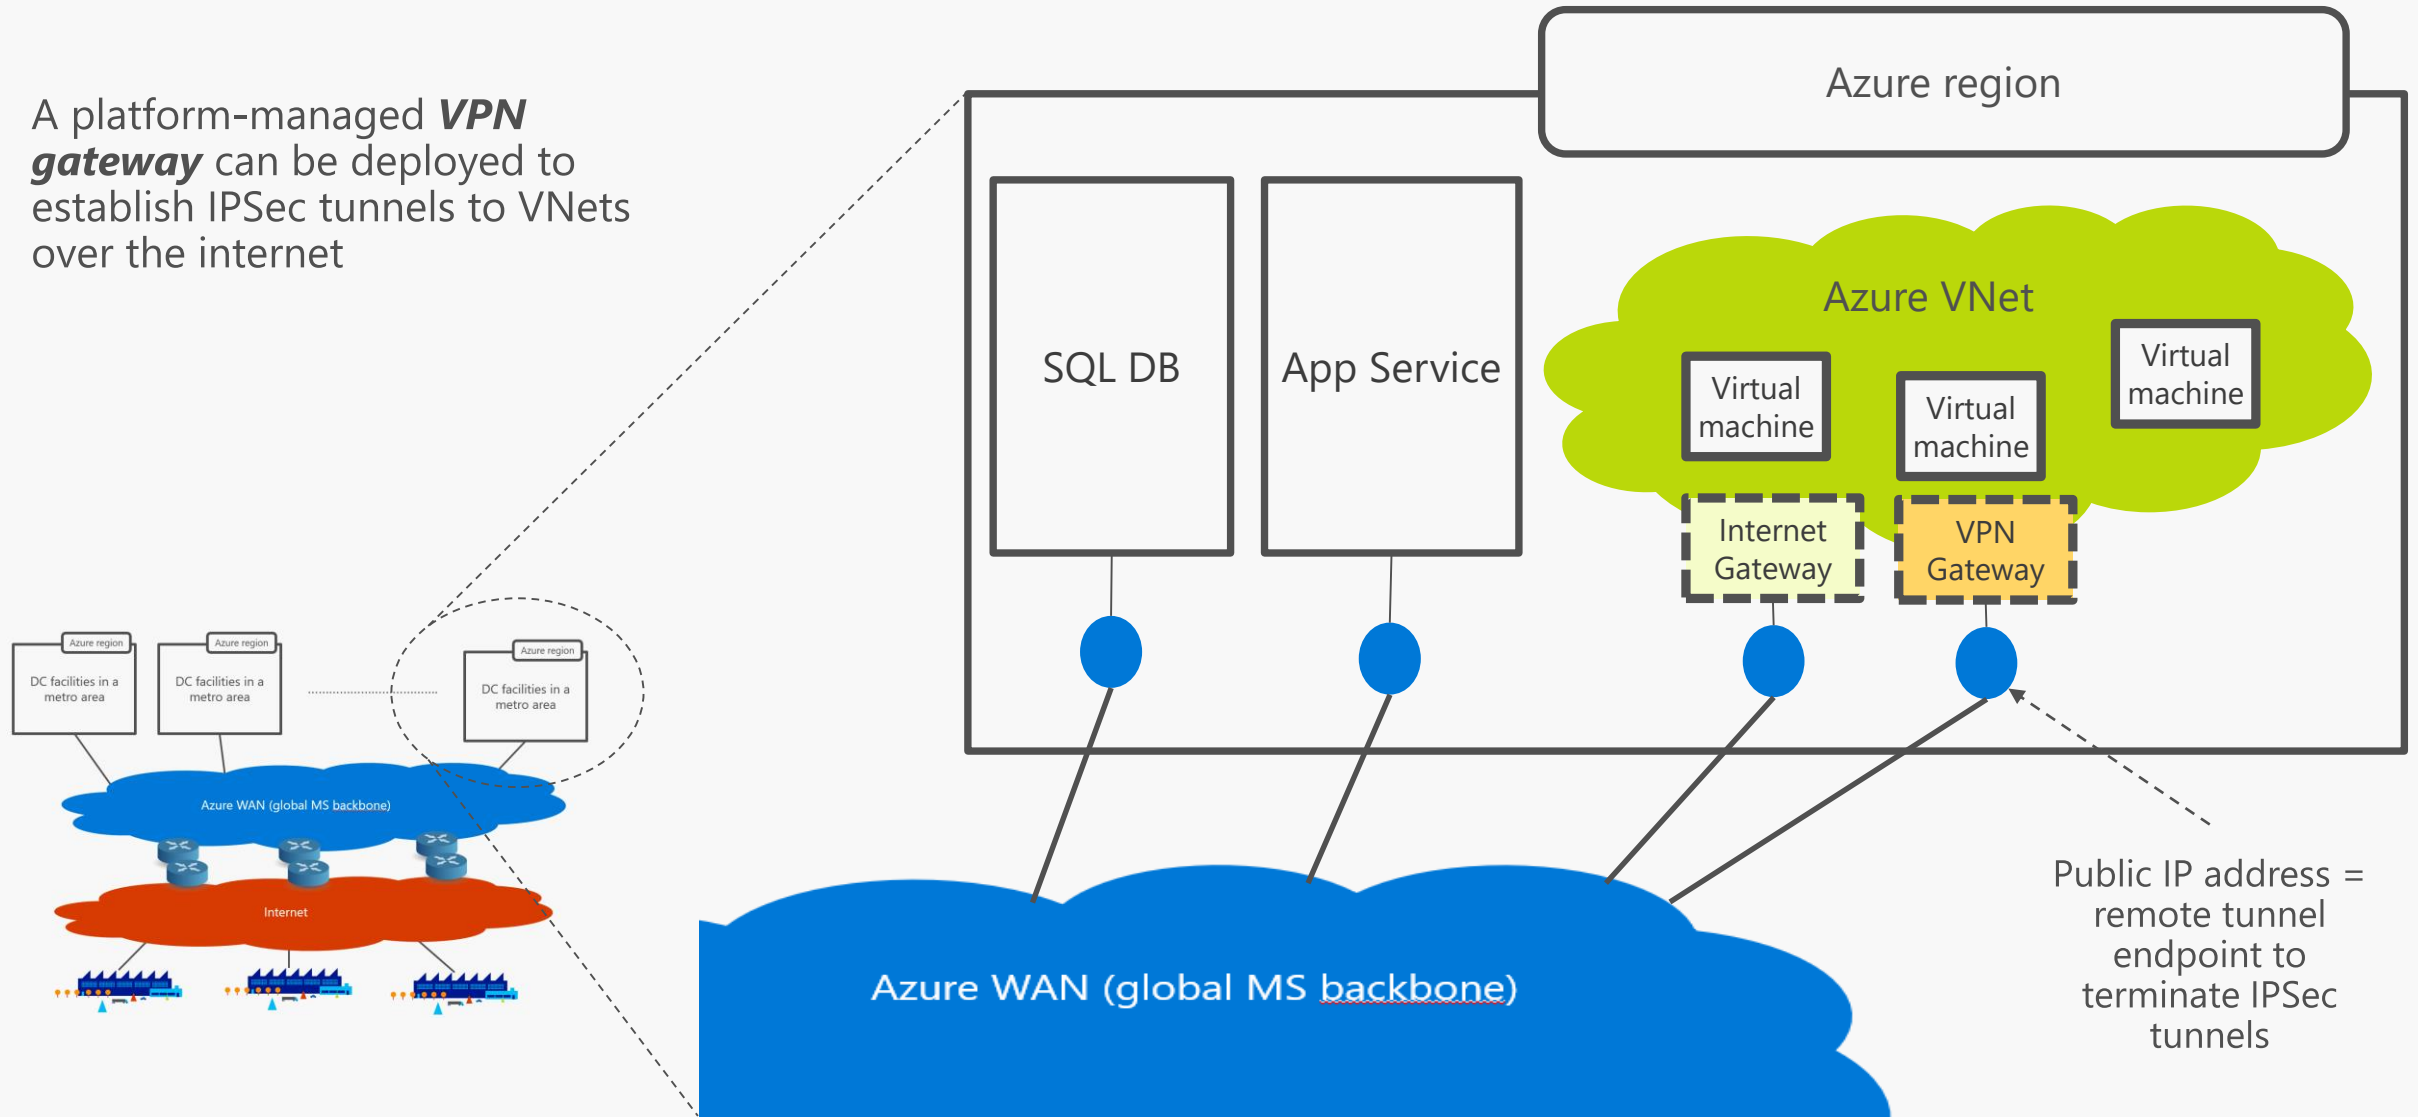 A platform-managed VPN
gateway can be deployed to
establish IPSec tunnels to VNets
over the internet
Azure region
SQL DB
App Service
Azure VNet
Virtual
machine
Virtual
machine
Virtual
machine
Internet
Gateway
VPN
Gateway
Azure region
DC facilities in a
metro area
Azure region
DC facilities in a
metro area
Azure region
DC facilities in a
metro area
Azure WAN (global MS backbone)
Internet
Azure WAN (global MS backbone)
Public IP address =
remote tunnel
endpoint to
terminate IPSec
tunnels